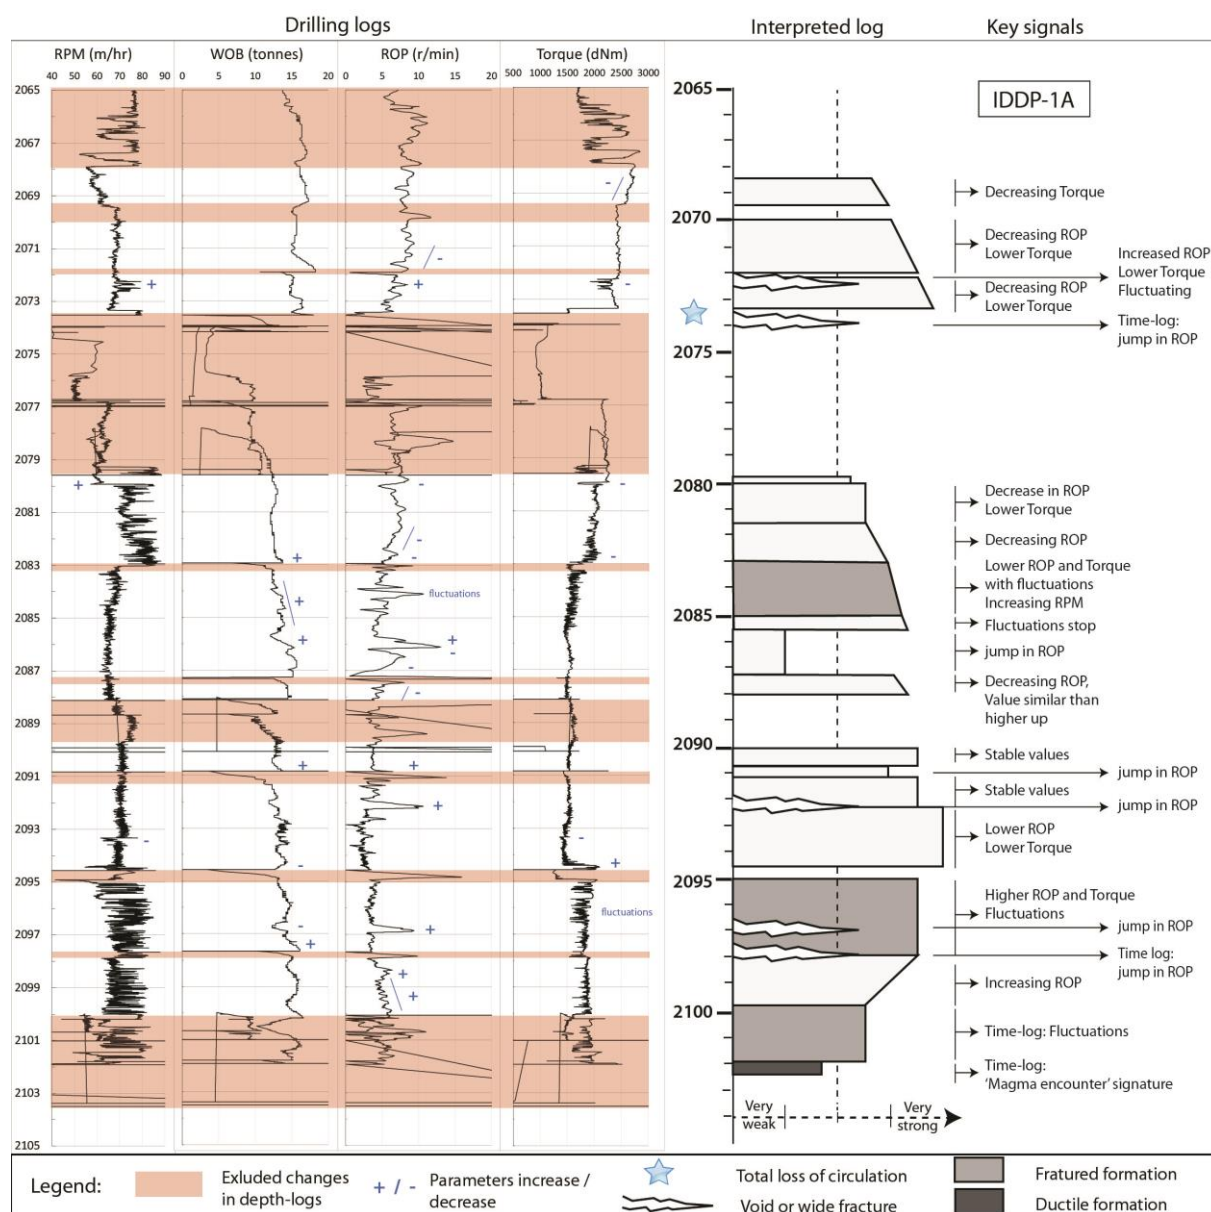 Drilling logs
Interpreted log
Key signals
RPM (m/hr)
WOB (tonnes)
ROP (r/min)
Torque (dNm)
40 50 60 70 80 90
0 5 10 15 20
0 5 10 15 20
500 1000 1500 2000 2500 3000
2065
2067
2069
2071
2073
2075
2077
2079
2081
2083
2085
2087
2089
2091
2093
2095
2097
2099
2101
2103
2105
fluctuations
fluctuations
2065
2070
2075
2080
2085
2090
2095
2100
Very
weak
Very
strong
IDDP-1A
Decreasing Torque
Decreasing ROP
Lower Torque
Increased ROP
Lower Torque
Fluctuating
Decreasing ROP
Lower Torque
Time-log:
jump in ROP
Decrease in ROP
Lower Torque
Decreasing ROP
Lower ROP and Torque
with fluctuations
Increasing RPM
Fluctuations stop
jump in ROP
Decreasing ROP,
Value similar than
higher up
Stable values
jump in ROP
Stable values
jump in ROP
Lower ROP
Lower Torque
Higher ROP and Torque
Fluctuations
jump in ROP
Time log:
jump in ROP
Increasing ROP
Time-log: Fluctuations
Time-log:
'Magma encounter' signature
Legend:
Exluded changes
in depth-logs
+ / - Parameters increase /
decrease
Total loss of circulation
Void or wide fracture
Fratured formation
Ductile formation